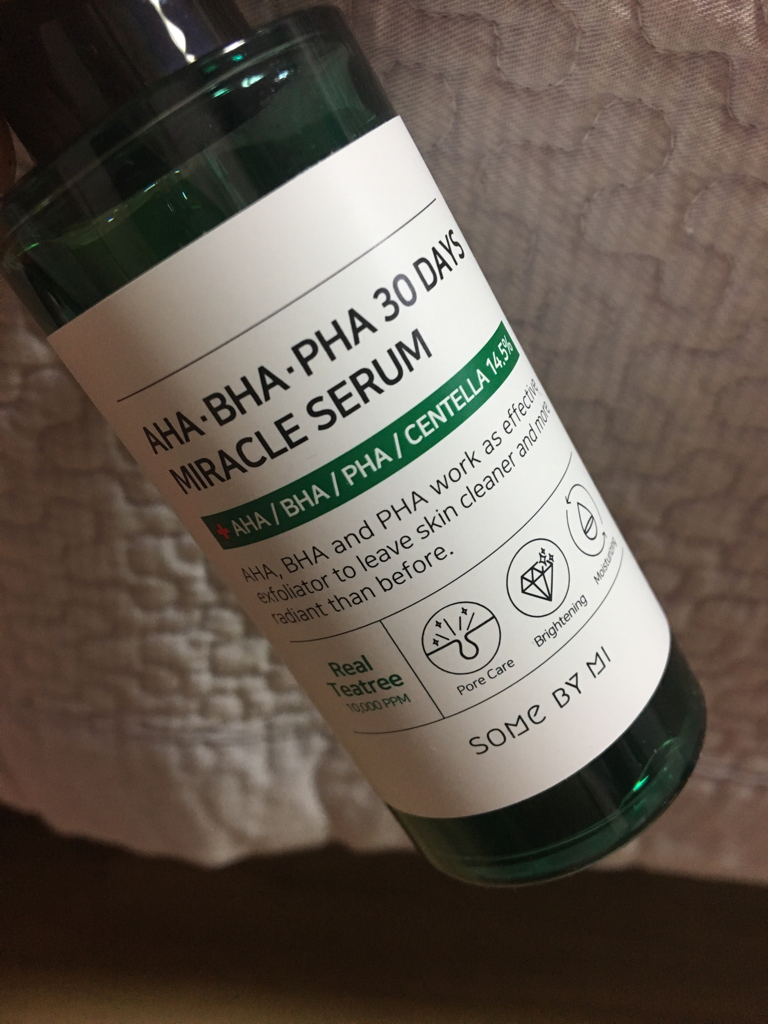 AHA·BHA·PHA 30 DAYS
MIRACLE SERUM
+ AHA / BHA / PHA / CENTELLA 14.5%
AHA, BHA and PHA work as effective
exfoliator to leave skin cleaner and more
radiant than before.
Real
Teatree
10,000 PPM
Pore Care
Brightening
Moisturizing
SOME BY MI